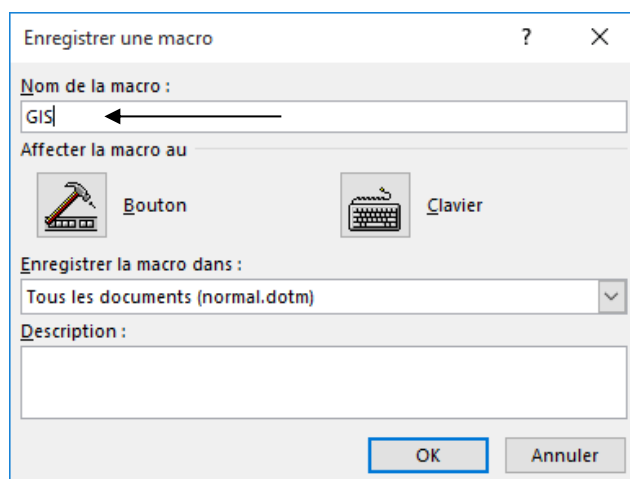 Enregistrer une macro ?
Nom de la macro :
GIS
Affecter la macro au
Bouton Clavier
Enregistrer la macro dans :
Tous les documents (normal.dotm)
Description :
OK Annuler